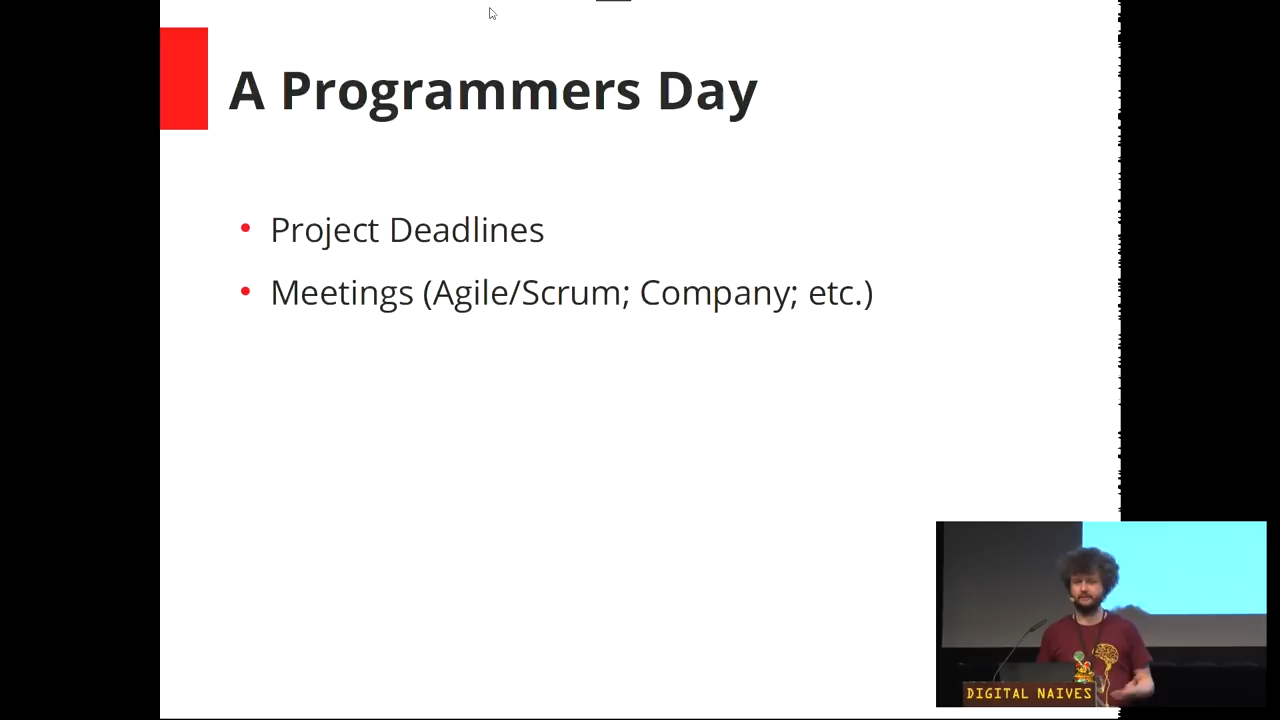 A Programmers Day
Project Deadlines
Meetings (Agile/Scrum; Company; etc.)
DIGITAL NAIVES